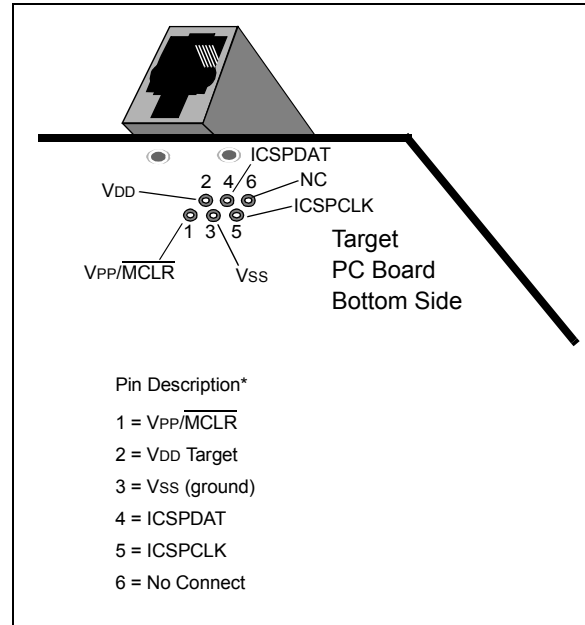 ICSPDAT
2 4 6 NC
VDD
ICSPCLK
1 3 5
VPP/MCLR VSS
Target
PC Board
Bottom Side
Pin Description*
1 = VPP/MCLR
2 = VDD Target
3 = VSS (ground)
4 = ICSPDAT
5 = ICSPCLK
6 = No Connect